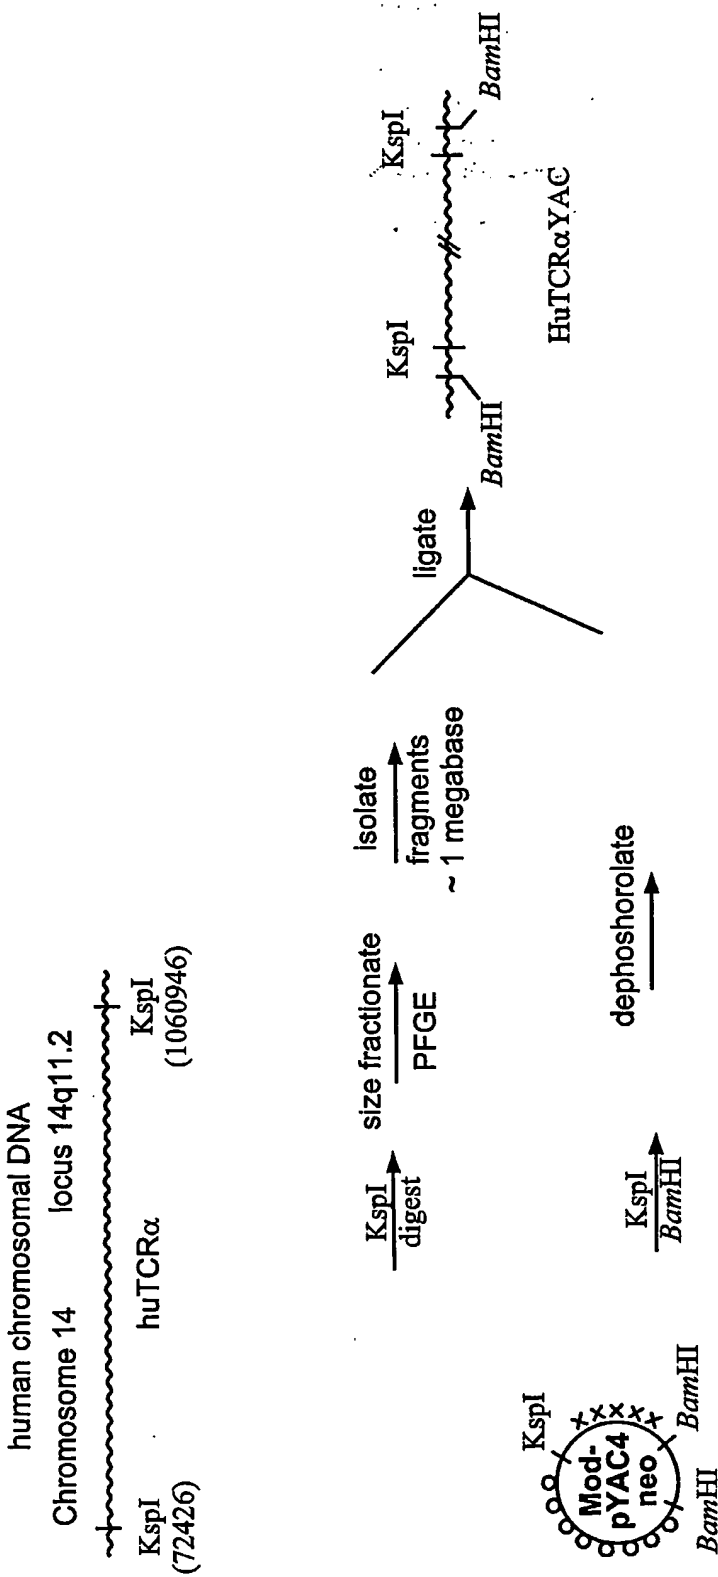 human chromosomal DNA
Chromosome 14 locus 14q11.2
KspI
(72426)
huTCRα
KspI
(1060946)
KspI
digest
size fractionate
PFGE
isolate
fragments
~ 1 megabase
ligate
KspI
KspI
BamHI
BamHI
HuTCRαYAC
KspI
Mod-
pYAC4
neo
BamHI
BamHI
KspI
BamHI
dephoshorolate